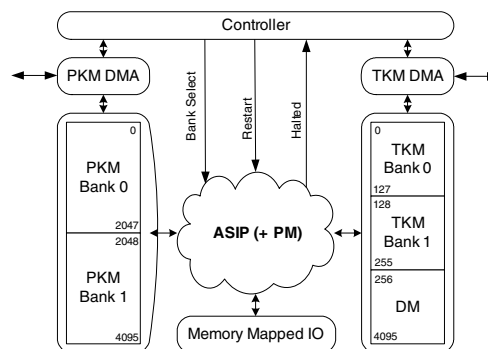 Controller
PKM DMA
TKM DMA
Bank Select
Restart
Halted
0
PKM
Bank 0
2047
2048
PKM
Bank 1
4095
ASIP (+ PM)
0
TKM
Bank 0
127
128
TKM
Bank 1
255
256
DM
4095
Memory Mapped IO